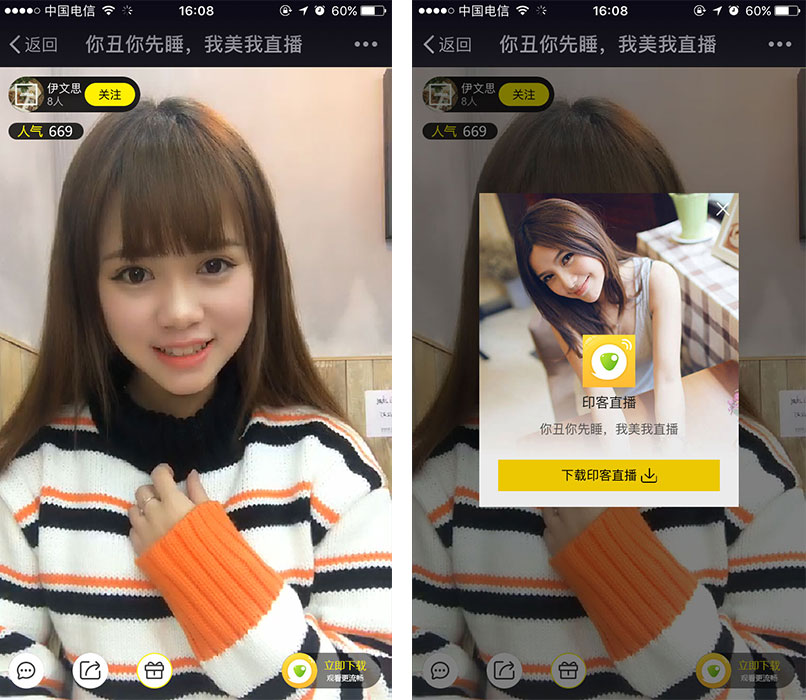 中国电信 16:08 60%
返回 你丑你先睡，我美我直播
伊文思
8人
关注
人气 669
立即下载
观看更流畅
中国电信 16:08 60%
返回 你丑你先睡，我美我直播
伊文思
8人
关注
人气 669
印客直播
你丑你先睡，我美我直播
下载印客直播
立即下载
观看更流畅